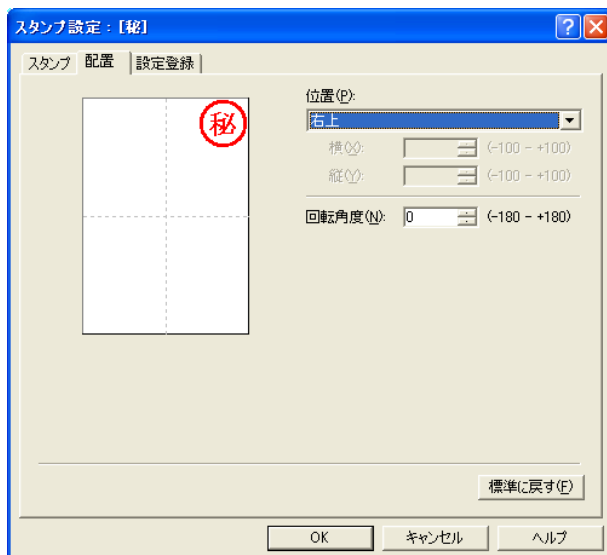 スタンプ設定：[秘]
スタンプ 配置 設定登録
秘
位置(P):
右上
横(X): (-100 - +100)
縦(Y): (-100 - +100)
回転角度(N): 0 (-180 - +180)
標準に戻す(F)
OK キャンセル ヘルプ